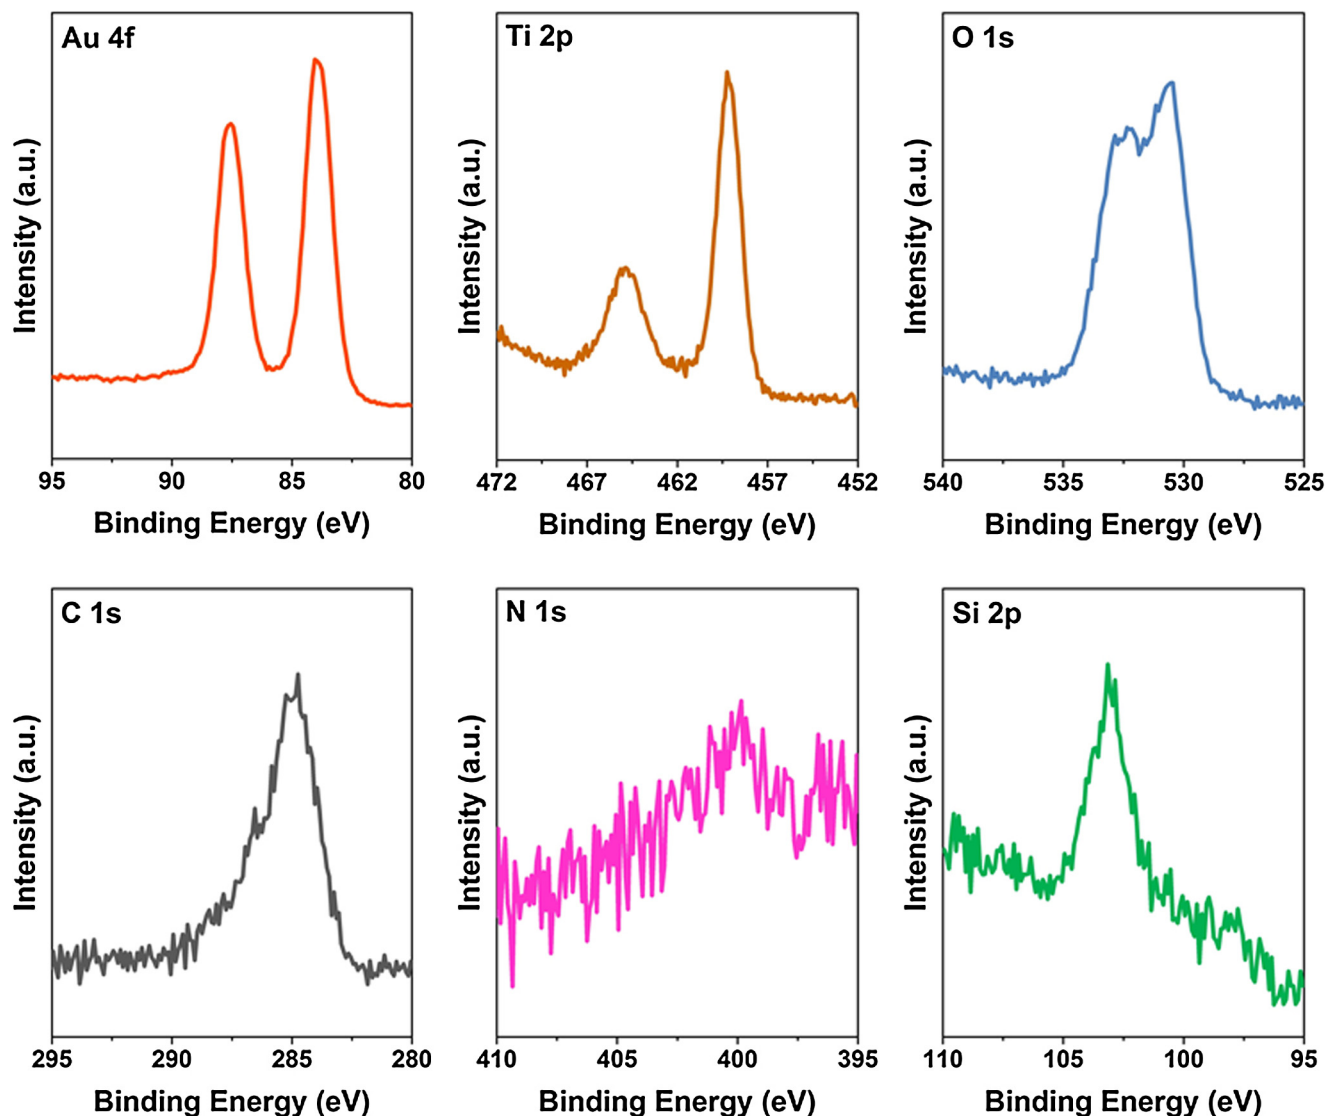 Au 4f
Intensity (a.u.)
95 90 85 80
Binding Energy (eV)
Ti 2p
Intensity (a.u.)
472 467 462 457 452
Binding Energy (eV)
O 1s
Intensity (a.u.)
540 535 530 525
Binding Energy (eV)
C 1s
Intensity (a.u.)
295 290 285 280
Binding Energy (eV)
N 1s
Intensity (a.u.)
410 405 400 395
Binding Energy (eV)
Si 2p
Intensity (a.u.)
110 105 100 95
Binding Energy (eV)